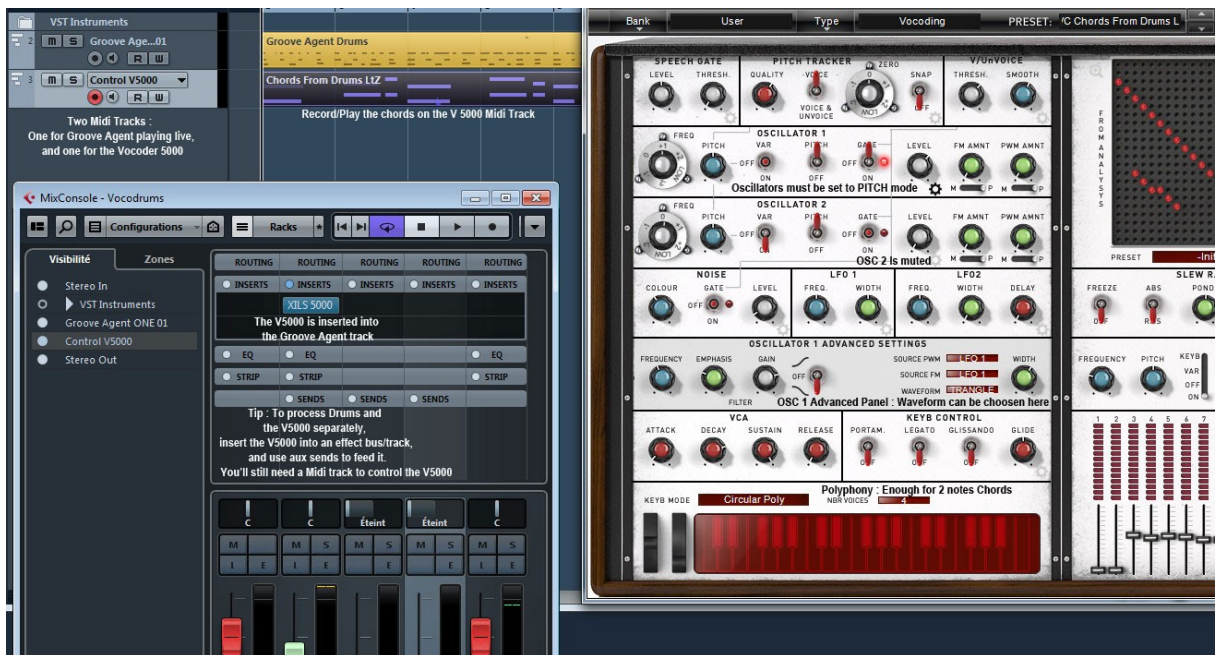 VST Instruments
2 m S Groove Age...01
R W
3 m S Control V5000
R W
Two Midi Tracks :
One for Groove Agent playing live,
and one for the Vocoder 5000
Groove Agent Drums
Chords From Drums LtZ
Record/Play the chords on the V 5000 Midi Track
MixConsole - Vocodrums
Configurations
Racks
Visibilité
Zones
Stereo In
VST Instruments
Groove Agent ONE 01
Control V5000
Stereo Out
ROUTING ROUTING ROUTING ROUTING ROUTING
INSERTS INSERTS INSERTS INSERTS INSERTS
XILS 5000
The V5000 is inserted into
the Groove Agent track
EQ EQ EQ
STRIP STRIP STRIP
SENDS SENDS SENDS
Tip : To process Drums and
the V5000 separately,
insert the V5000 into an effect bus/track,
and use aux sends to feed it.
You'll still need a Midi track to control the V5000
C C Éteint Éteint C
M M S M S M S M S
L E L E L E L E L E
Bank User Type Vocoding PRESET: 'C Chords From Drums L
SPEECH GATE PITCH TRACKER V/UnVOICE
LEVEL THRESH. QUALITY VOICE ZERO SNAP THRESH. SMOOTH
VOICE &
UNVOICE
LOW
OFF
OSCILLATOR 1
FREQ PITCH VAR PITCH GATE LEVEL FM AMNT PWM AMNT
+1 +2 LOW
OFF OFF
ON ON
M P M P
Oscillators must be set to PITCH mode
OSCILLATOR 2
FREQ PITCH VAR PITCH GATE LEVEL FM AMNT PWM AMNT
0 LOW
OFF OFF
ON
M P M P
OSC 2 is muted
NOISE LFO 1 LFO2
COLOUR GATE LEVEL FREQ. WIDTH FREQ. WIDTH DELAY
OFF
ON
OSCILLATOR 1 ADVANCED SETTINGS
FREQUENCY EMPHASIS GAIN
OFF
FILTER
SOURCE PWM LFO 1
SOURCE FM LFO 1
WAVEFORM TRANGLE
WIDTH
OSC 1 Advanced Panel : Waveform can be choosen here
VCA KEYB CONTROL
ATTACK DECAY SUSTAIN RELEASE PORTAM. LEGATO GLISSANDO GLIDE
OFF OFF OFF
Polyphony : Enough for 2 notes Chords
KEYB MODE Circular Poly NBR VOICES 4
FROM ANALYSYS
PRESET -Init
SLEW R
FREEZE ABS POND
OFF RMS
FREQUENCY PITCH KEYB
VAR
OFF
ON
1 2 3 4 5 6 7